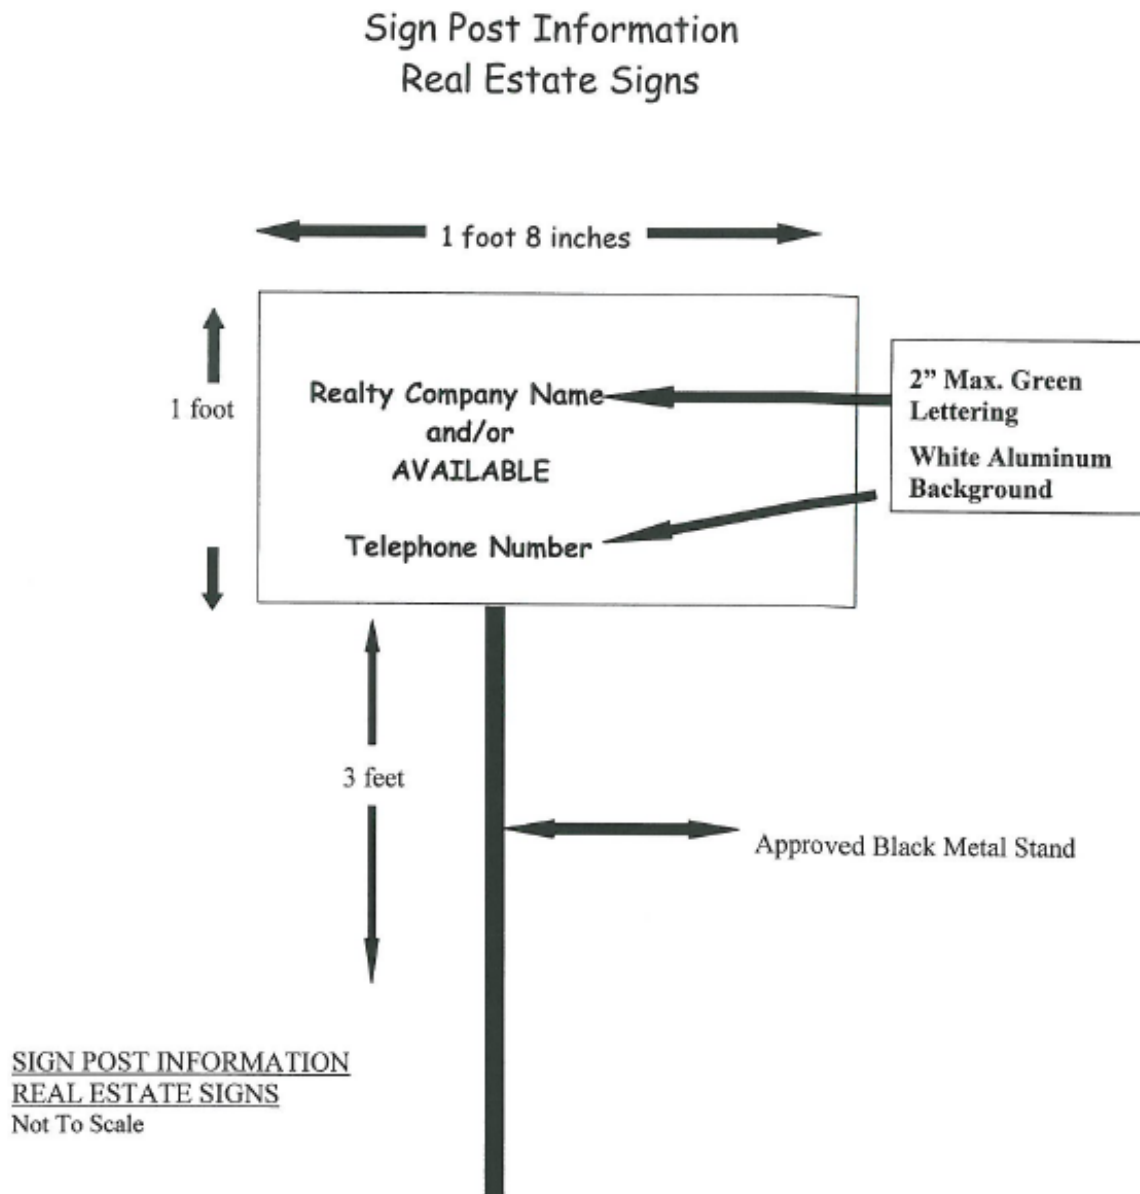 Sign Post Information
Real Estate Signs
1 foot 8 inches
1 foot
Realty Company Name
and/or
AVAILABLE
Telephone Number
2” Max. Green
Lettering
White Aluminum
Background
3 feet
Approved Black Metal Stand
SIGN POST INFORMATION
REAL ESTATE SIGNS
Not To Scale